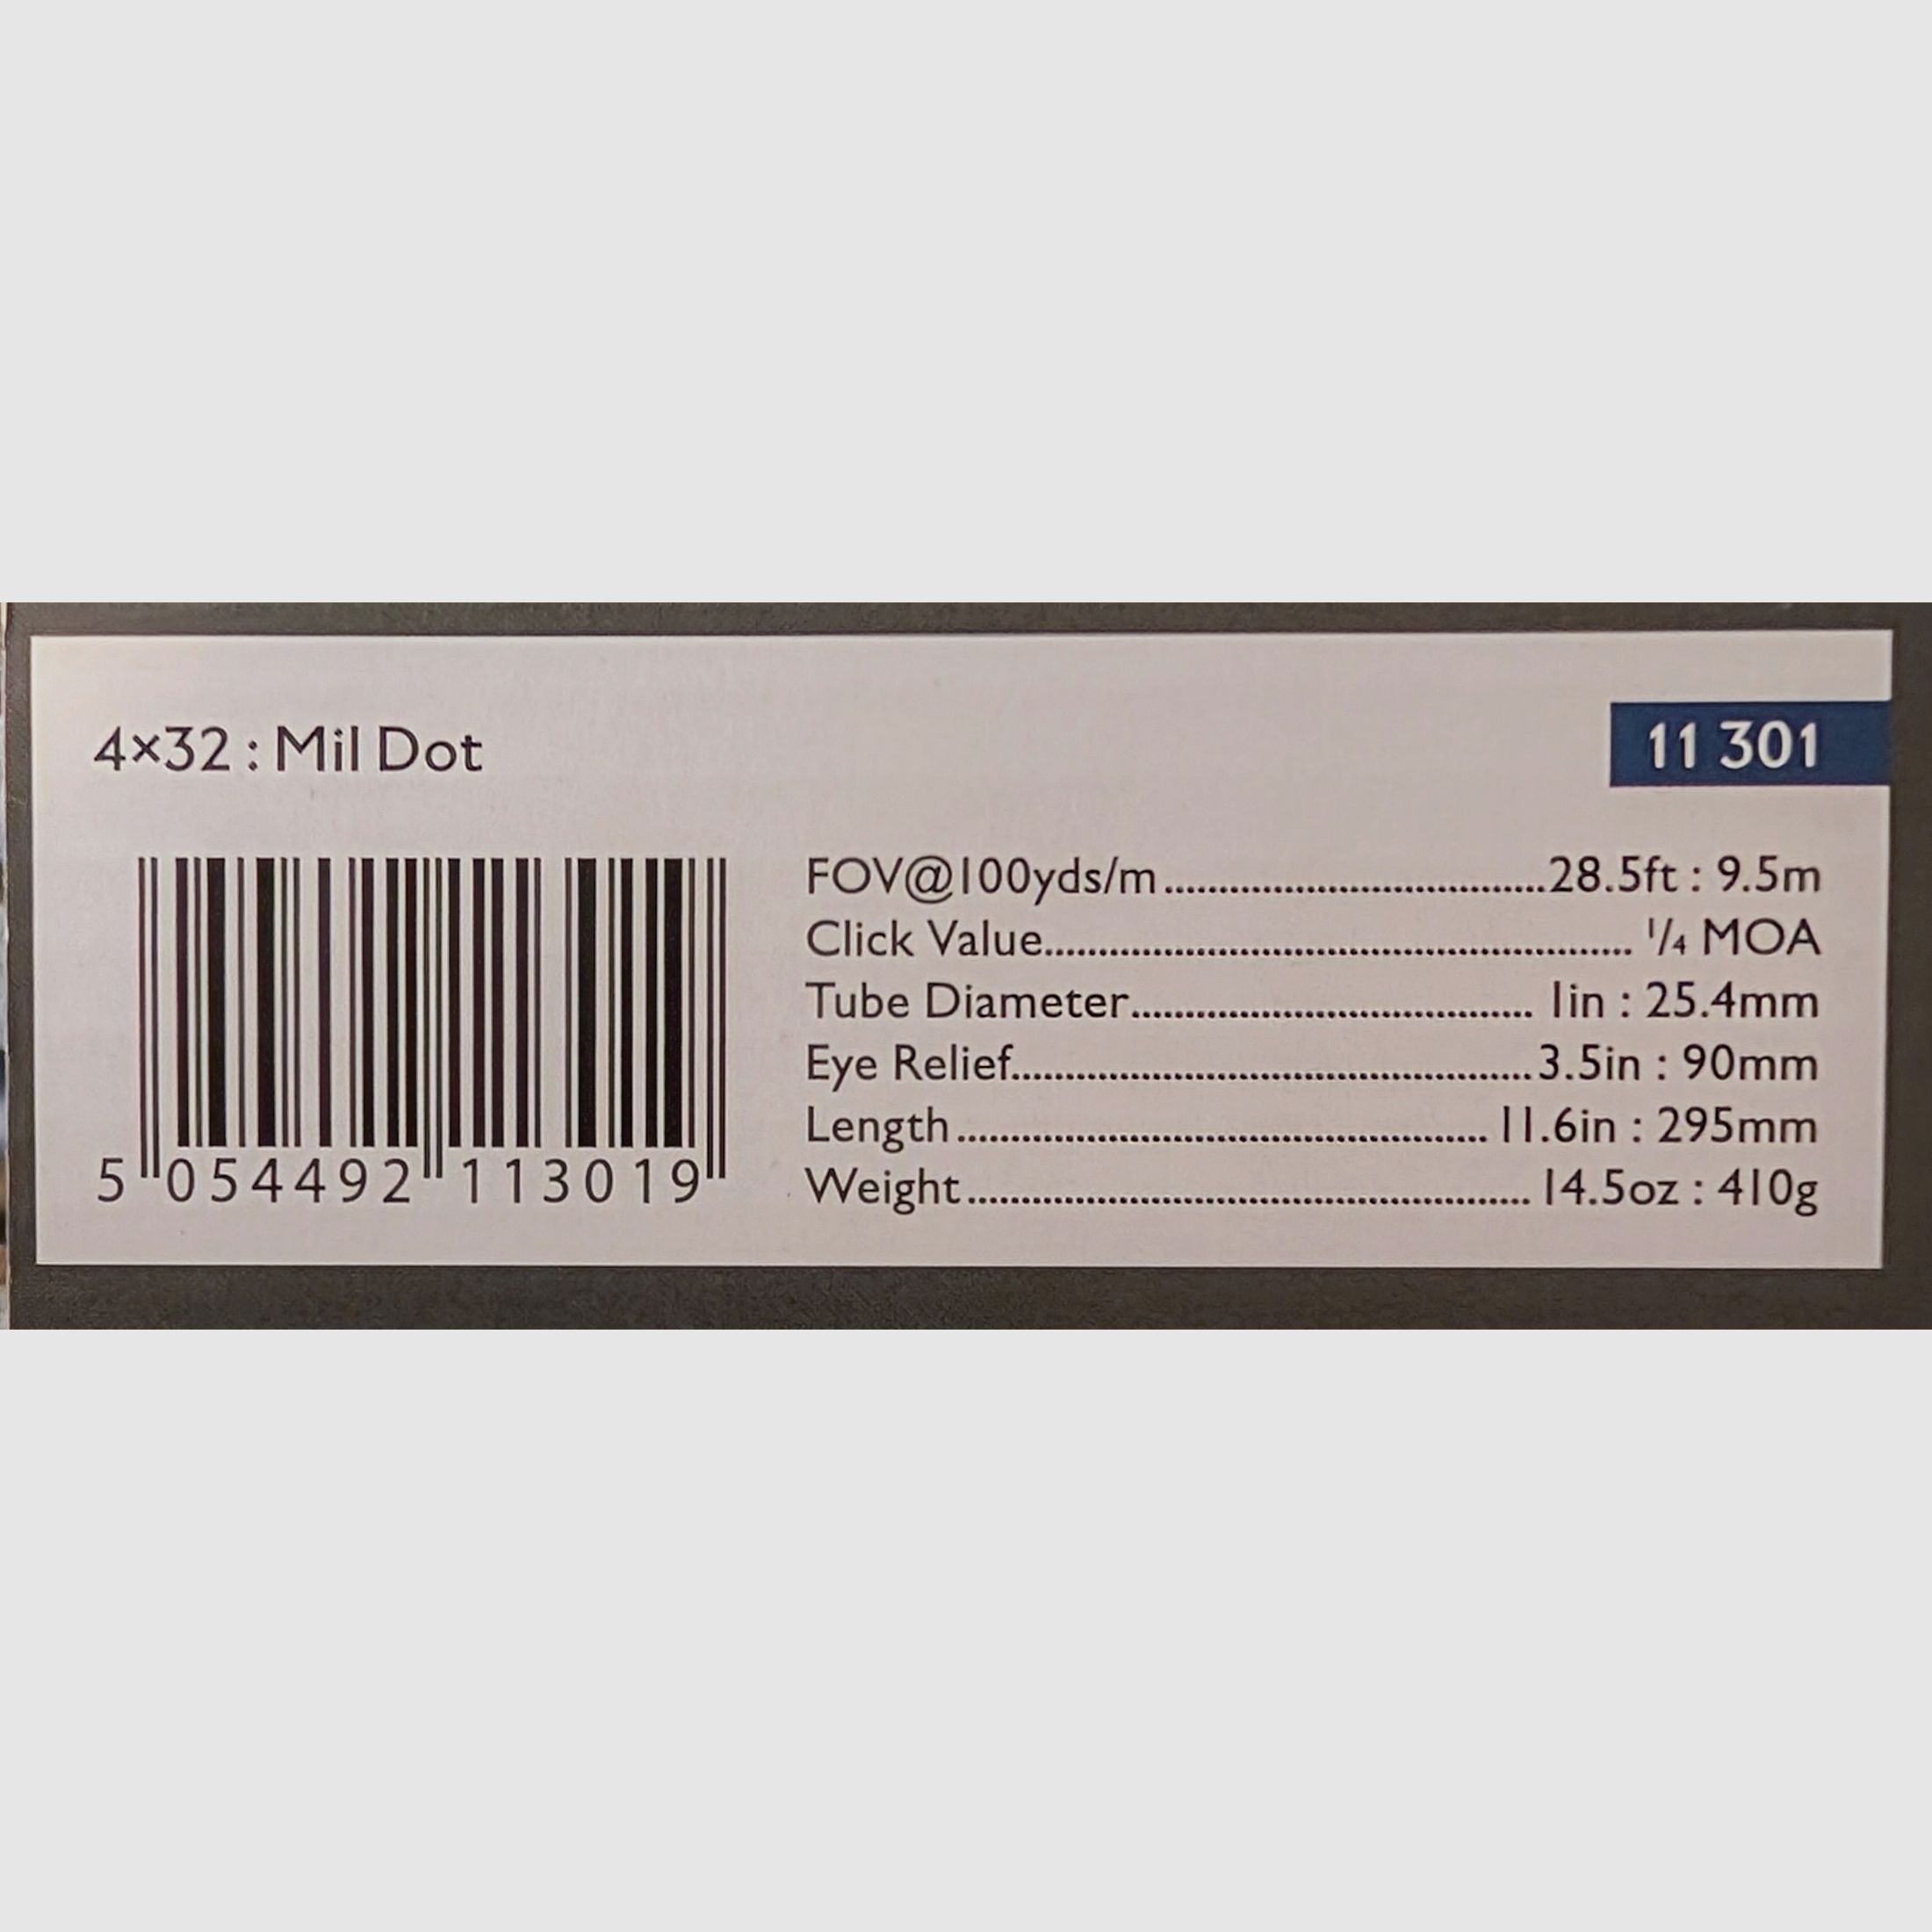 4×32 : Mil Dot
11 301
FOV@100yds/m..................................28.5ft : 9.5m
Click Value.................................................... 1/4 MOA
Tube Diameter.................................... 1in : 25.4mm
Eye Relief..............................................3.5in : 90mm
Length............................................... 11.6in : 295mm
Weight.................................................. 14.5oz : 410g
5 054492 113019